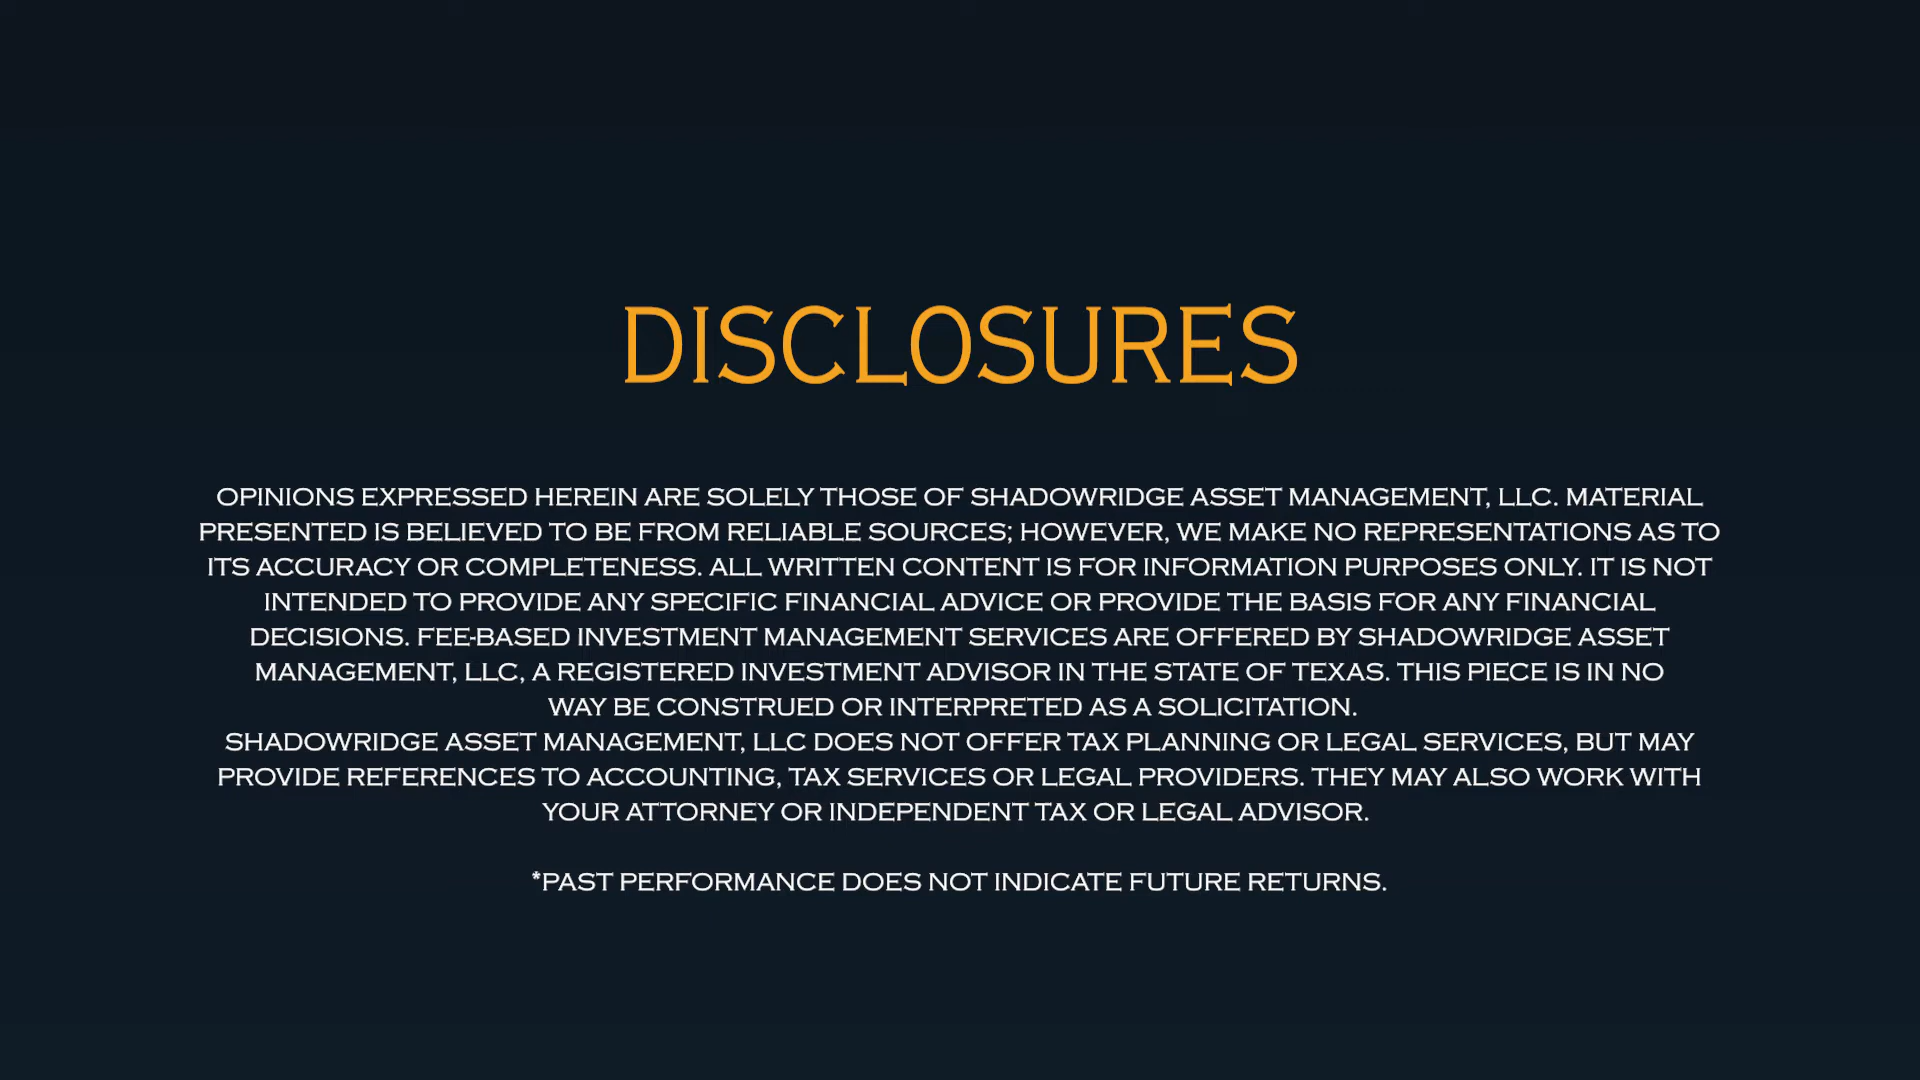 DISCLOSURES
OPINIONS EXPRESSED HEREIN ARE SOLELY THOSE OF SHADOWRIDGE ASSET MANAGEMENT, LLC. MATERIAL
PRESENTED IS BELIEVED TO BE FROM RELIABLE SOURCES; HOWEVER, WE MAKE NO REPRESENTATIONS AS TO
ITS ACCURACY OR COMPLETENESS. ALL WRITTEN CONTENT IS FOR INFORMATION PURPOSES ONLY. IT IS NOT
INTENDED TO PROVIDE ANY SPECIFIC FINANCIAL ADVICE OR PROVIDE THE BASIS FOR ANY FINANCIAL
DECISIONS. FEE-BASED INVESTMENT MANAGEMENT SERVICES ARE OFFERED BY SHADOWRIDGE ASSET
MANAGEMENT, LLC, A REGISTERED INVESTMENT ADVISOR IN THE STATE OF TEXAS. THIS PIECE IS IN NO
WAY BE CONSTRUED OR INTERPRETED AS A SOLICITATION.
SHADOWRIDGE ASSET MANAGEMENT, LLC DOES NOT OFFER TAX PLANNING OR LEGAL SERVICES, BUT MAY
PROVIDE REFERENCES TO ACCOUNTING, TAX SERVICES OR LEGAL PROVIDERS. THEY MAY ALSO WORK WITH
YOUR ATTORNEY OR INDEPENDENT TAX OR LEGAL ADVISOR.
*PAST PERFORMANCE DOES NOT INDICATE FUTURE RETURNS.